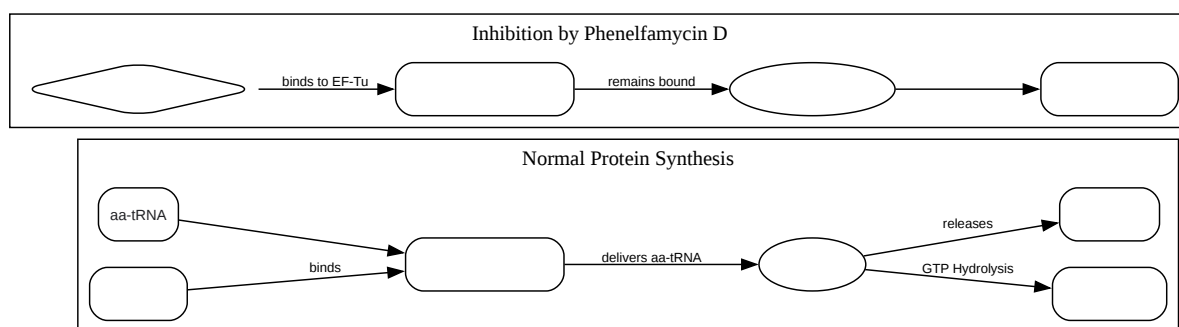 Inhibition by Phenelfamycin D
binds to EF-Tu
remains bound
Normal Protein Synthesis
aa-tRNA
binds
delivers aa-tRNA
releases
GTP Hydrolysis